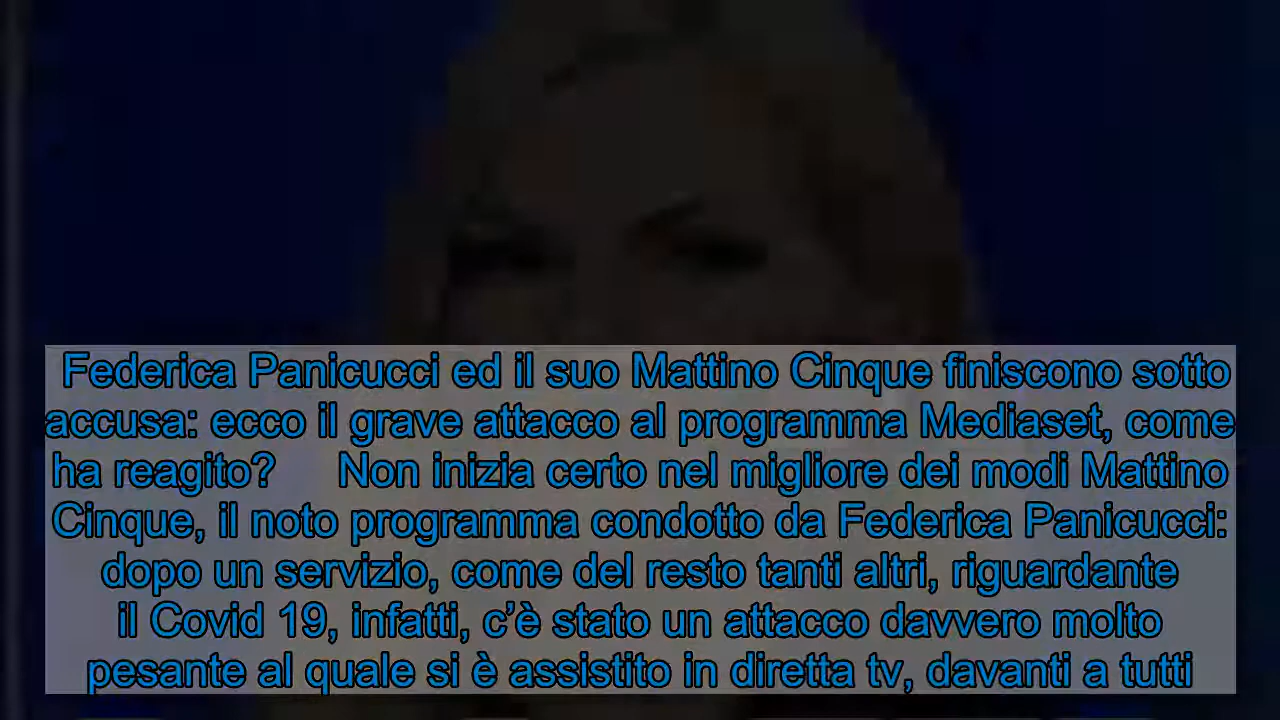 Federica Panicucci ed il suo Mattino Cinque finiscono sotto
accusa: ecco il grave attacco al programma Mediaset, come
ha reagito?      Non inizia certo nel migliore dei modi Mattino
Cinque, il noto programma condotto da Federica Panicucci:
dopo un servizio, come del resto tanti altri, riguardante
il Covid 19, infatti, c’è stato un attacco davvero molto
pesante al quale si è assistito in diretta tv, davanti a tutti